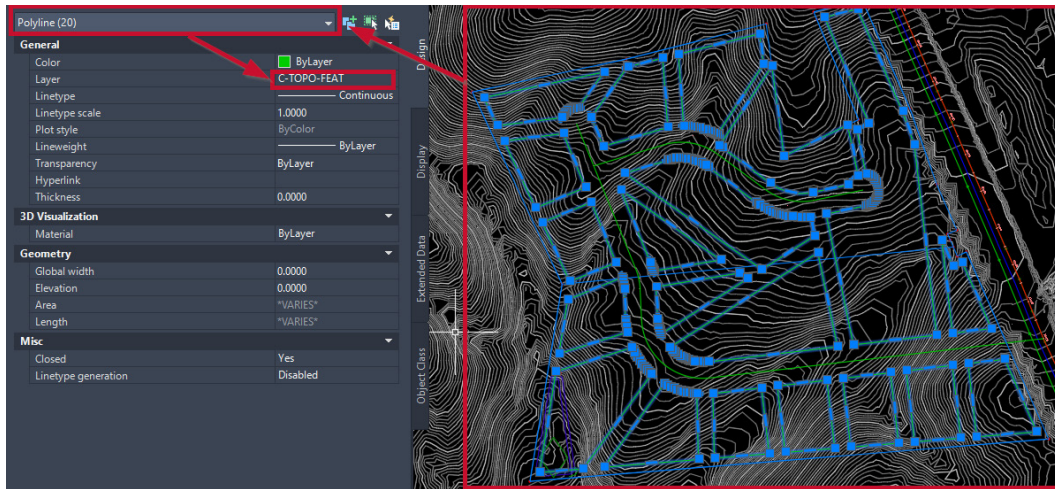 Polyline (20)
General
Color ByLayer
Layer C-TOPO-FEAT
Linetype Continuous
Linetype scale 1.0000
Plot style ByColor
Lineweight ByLayer
Transparency ByLayer
Hyperlink
Thickness 0.0000
3D Visualization
Material ByLayer
Geometry
Global width 0.0000
Elevation 0.0000
Area *VARIES*
Length *VARIES*
Misc
Closed Yes
Linetype generation Disabled
Design
Display
Extended Data
Object Class